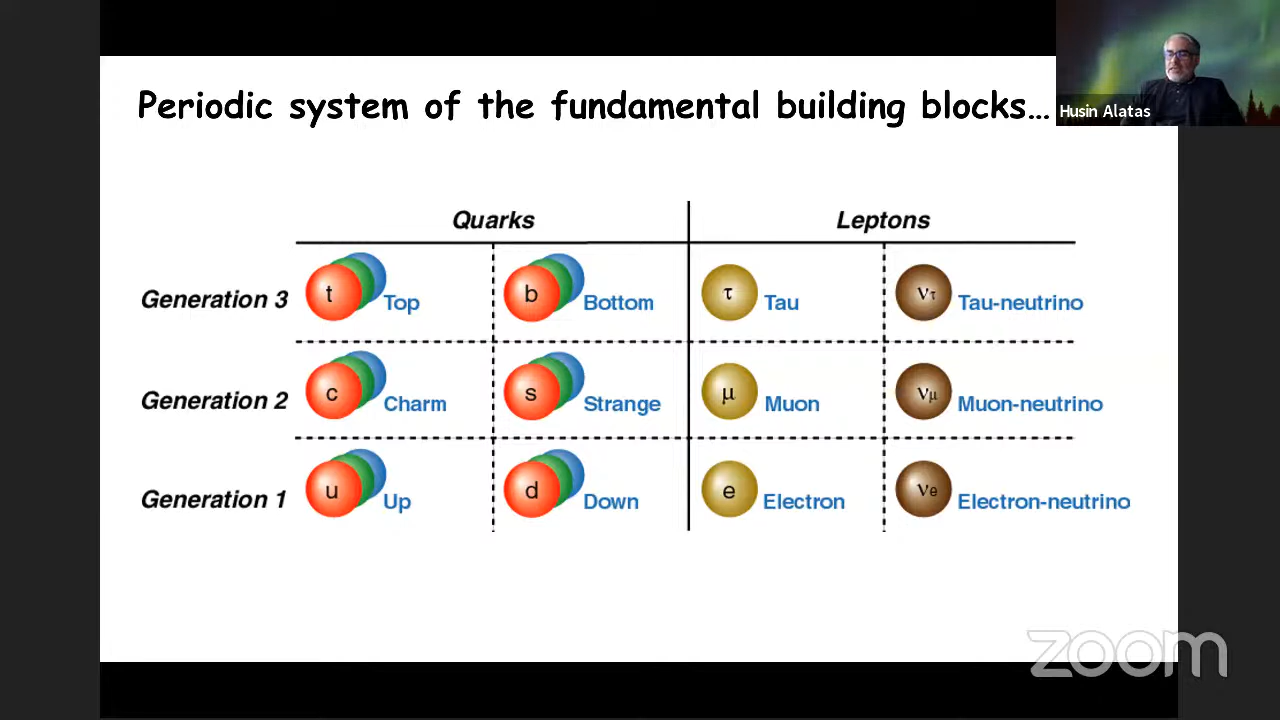 Periodic system of the fundamental building blocks...
Husin Alatas
Quarks Leptons
Generation 3 t Top b Bottom τ Tau ντ Tau-neutrino
Generation 2 c Charm s Strange μ Muon νμ Muon-neutrino
Generation 1 u Up d Down e Electron νe Electron-neutrino
zoom